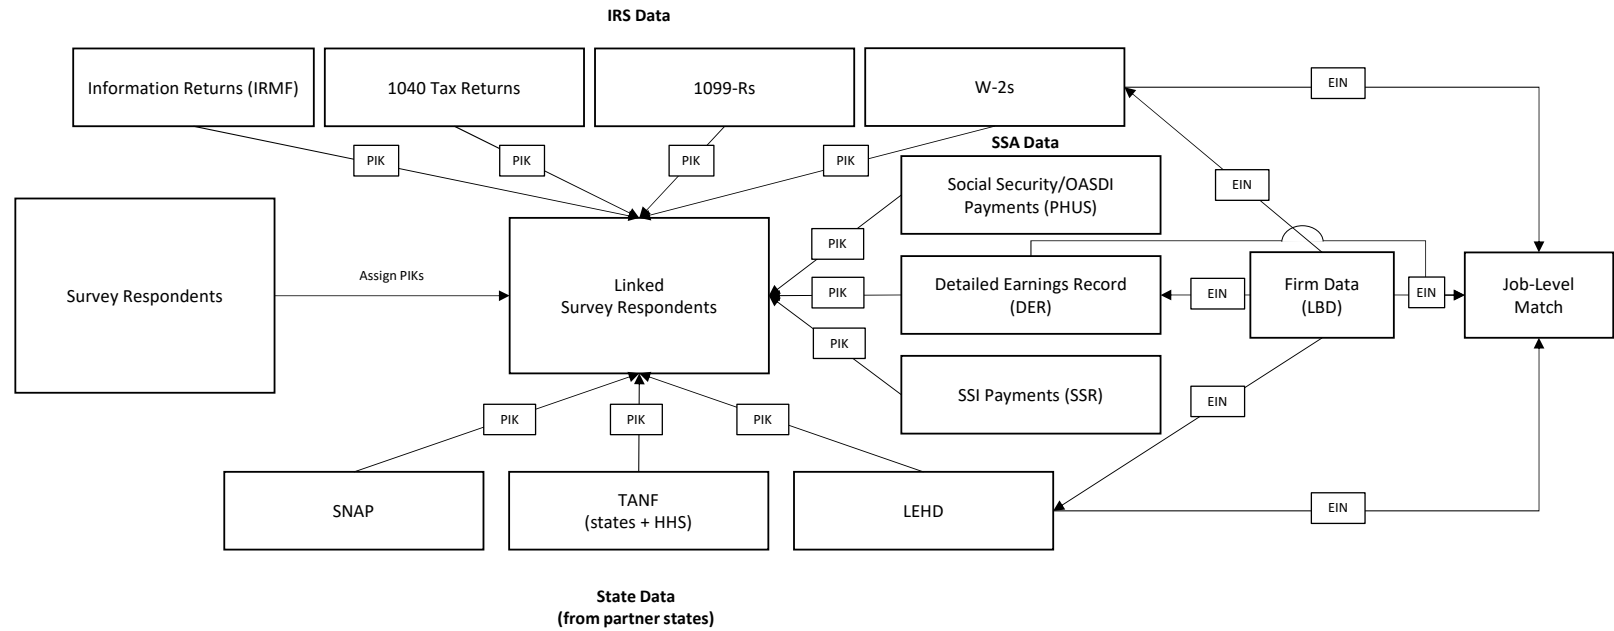 IRS Data
Information Returns (IRMF)
1040 Tax Returns
1099-Rs
W-2s
EIN
PIK
PIK
PIK
PIK
SSA Data
Social Security/OASDI
Payments (PHUS)
EIN
PIK
Survey Respondents
Assign PIKs
Linked
Survey Respondents
PIK
Detailed Earnings Record
(DER)
EIN
Firm Data
(LBD)
EIN
Job-Level
Match
PIK
SSI Payments (SSR)
EIN
PIK
PIK
PIK
SNAP
TANF
(states + HHS)
LEHD
EIN
State Data
(from partner states)